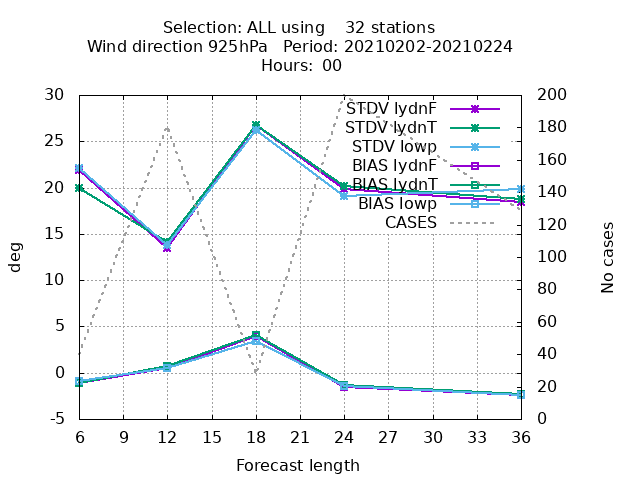 Selection: ALL using    32 stations
Wind direction 925hPa   Period: 20210202-20210224
Hours: 00
30
25
20
15
10
5
0
-5
deg
200
180
160
140
120
100
80
60
40
20
0
No cases
STDV lydnF
STDV lydnT
STDV lowp
BIAS lydnF
BIAS lydnT
BIAS lowp
CASES
6 9 12 15 18 21 24 27 30 33 36
Forecast length